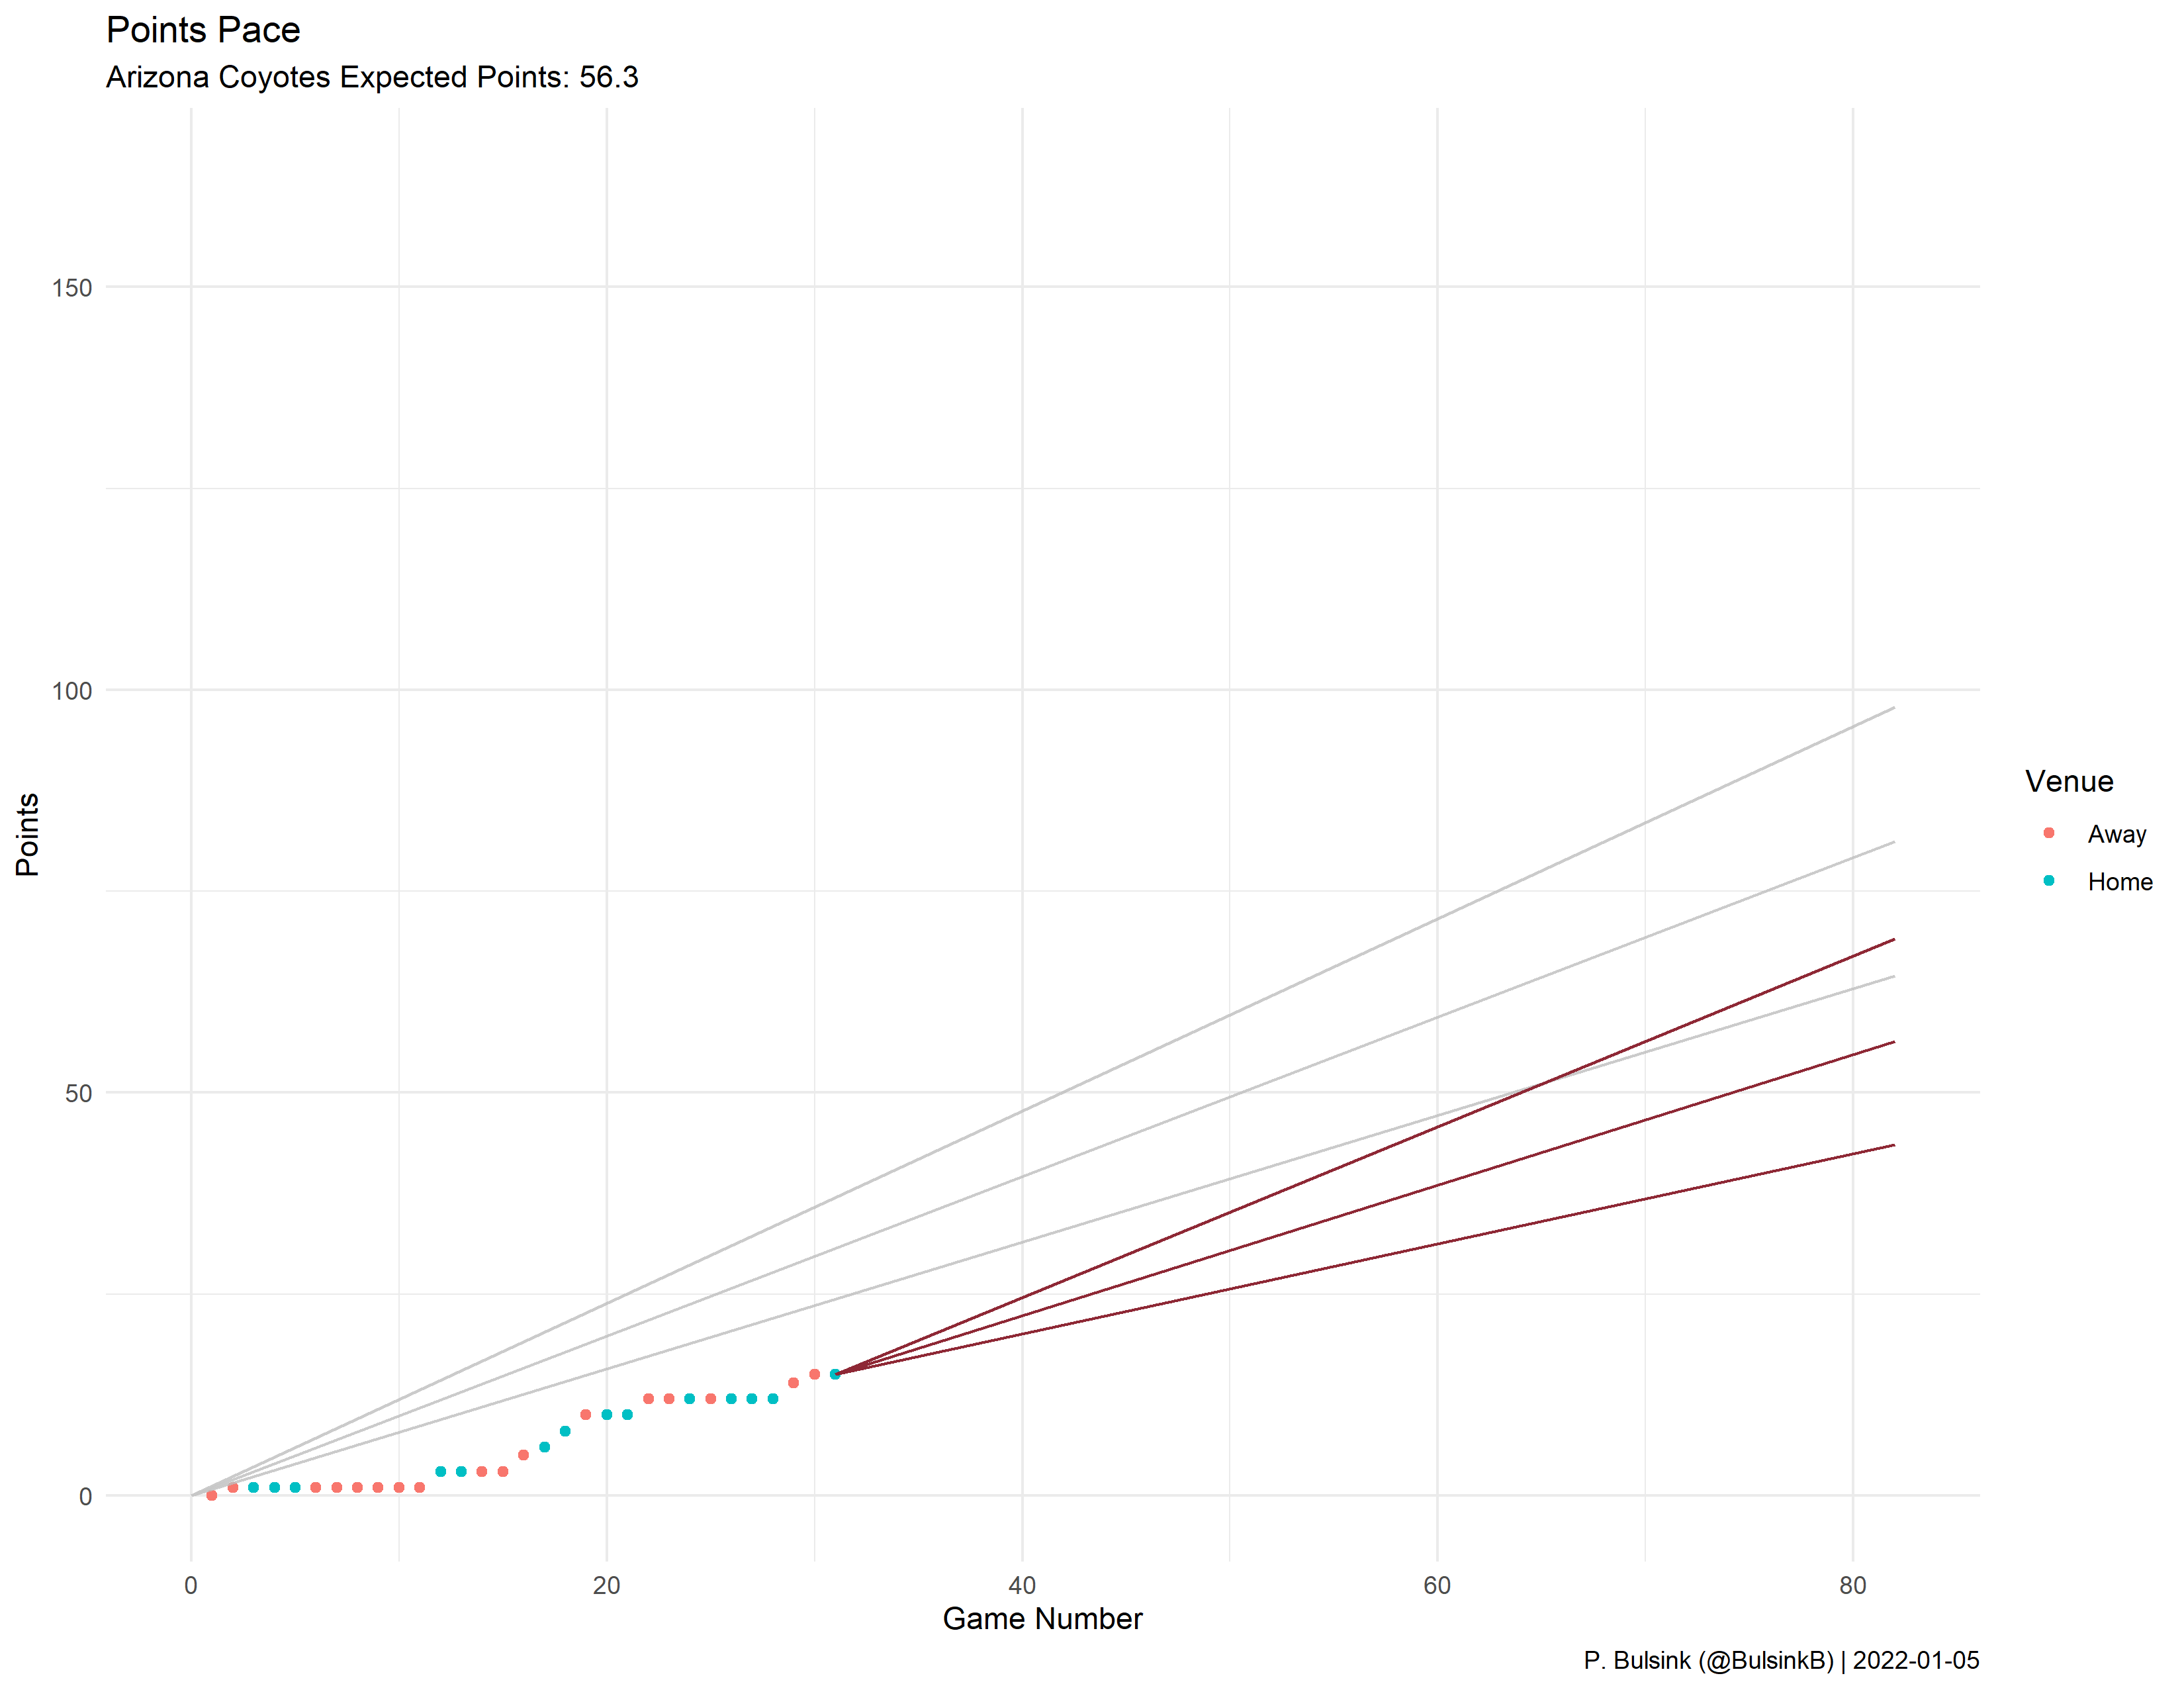 Points Pace
Arizona Coyotes Expected Points: 56.3
150
100
50
0
Points
0 20 40 60 80
Game Number
Venue
Away
Home
P. Bulsink (@BulsinkB) | 2022-01-05